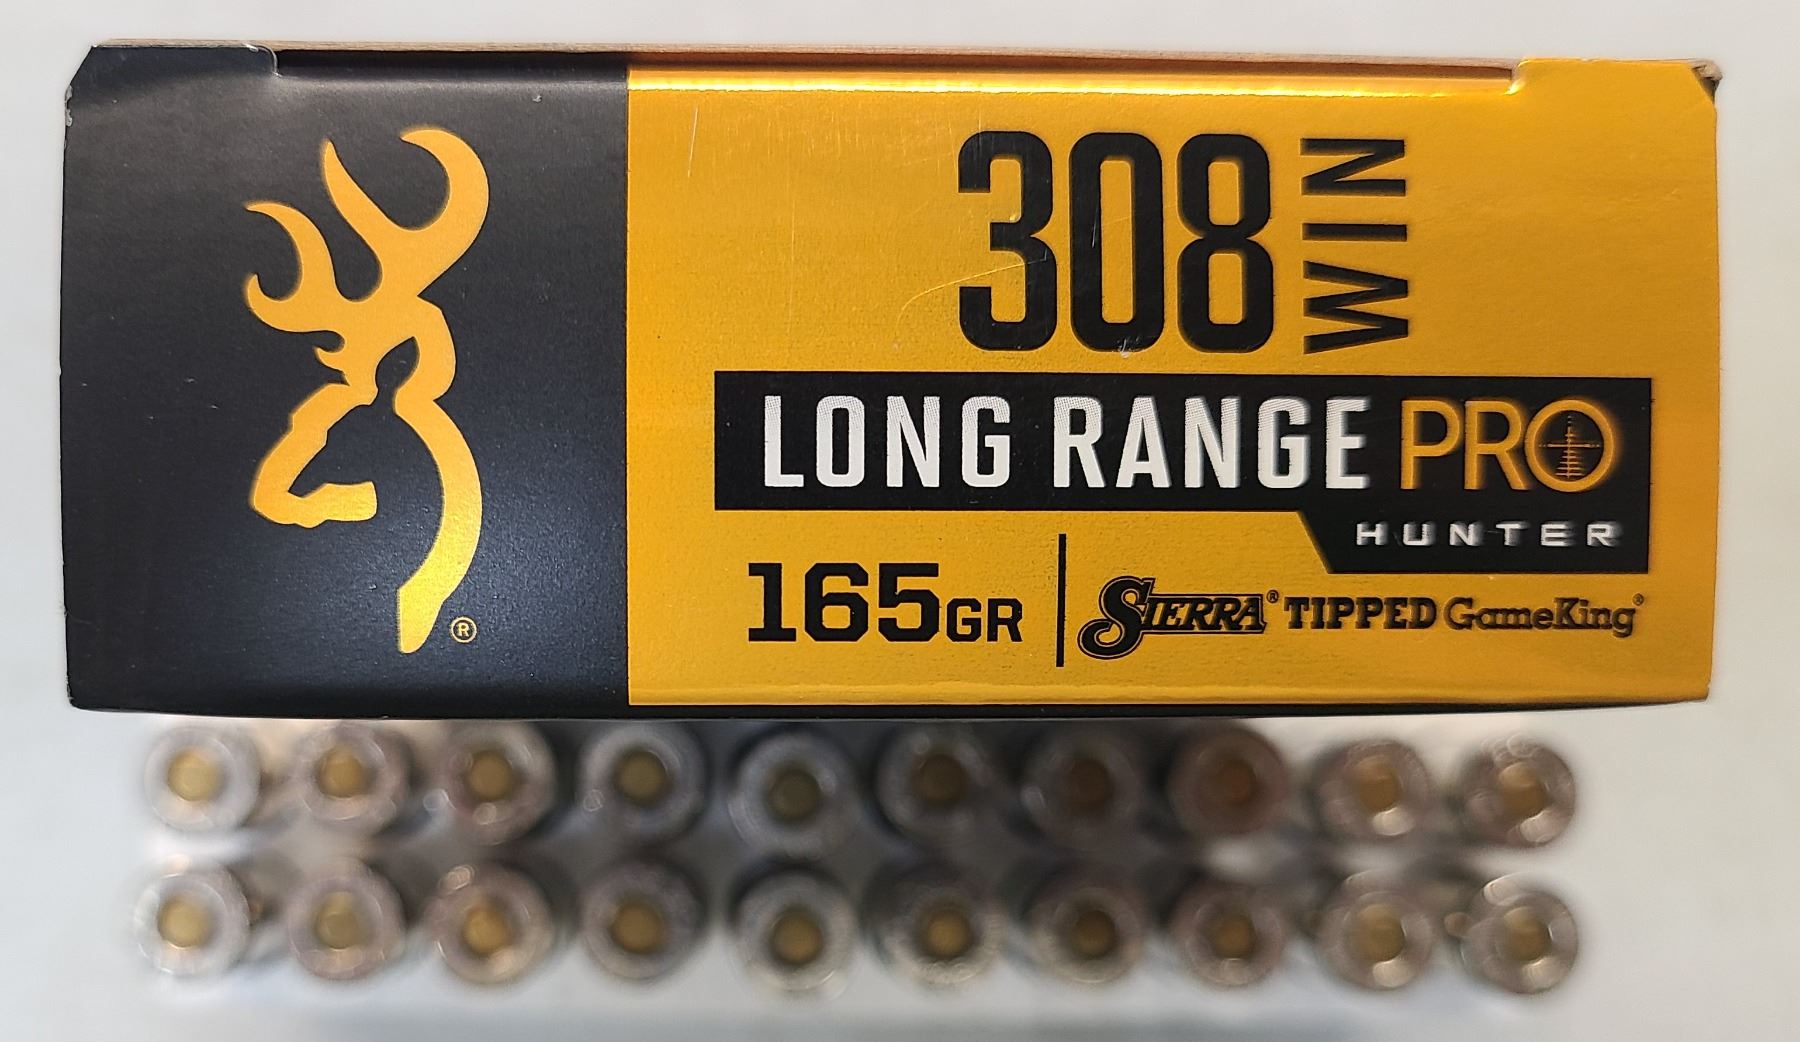 308 WIN
LONG RANGE PRO
HUNTER
165GR | SIERRA® TIPPED GameKing®
®